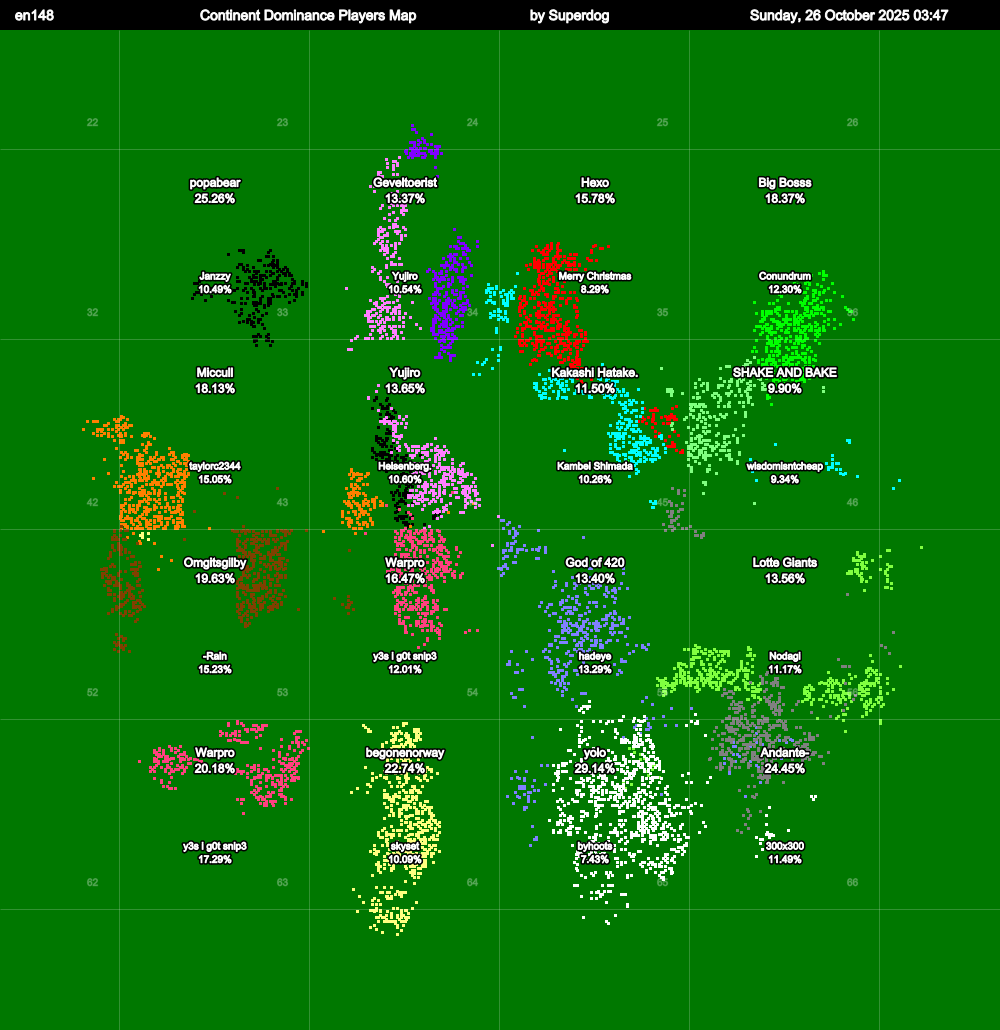 en148 Continent Dominance Players Map by Superdog Sunday, 26 October 2025 03:47
22 23 24 25 26
popabear Geveltoerist Hexo Big Bosss
25.26% 13.37% 15.78% 18.37%
Janzzy Yujiro Merry Christmas Conundrum
10.49% 10.54% 8.29% 12.30%
32 33 34 35 33
Miccull Yujiro Kakashi Hatake. SHAKE AND BAKE
18.13% 13.65% 11.50% 9.90%
taylorc2344 Heisenberg. Kambei Shimada wisdomisntcheap
15.05% 10.60% 10.26% 9.34%
42 43 45 46
Omgitsgilby Warpro God of 420 Lotte Giants
19.63% 16.47% 13.40% 13.56%
-Rain y3s i g0t snip3 hadeye Nodagi
15.23% 12.01% 13.29% 11.17%
52 53 54
Warpro begonenorway yolo Andante-
20.18% 22.74% 29.14% 24.45%
y3s i g0t snip3 skyset byhoots 300x300
17.29% 10.09% 7.43% 11.49%
62 63 64 65 66